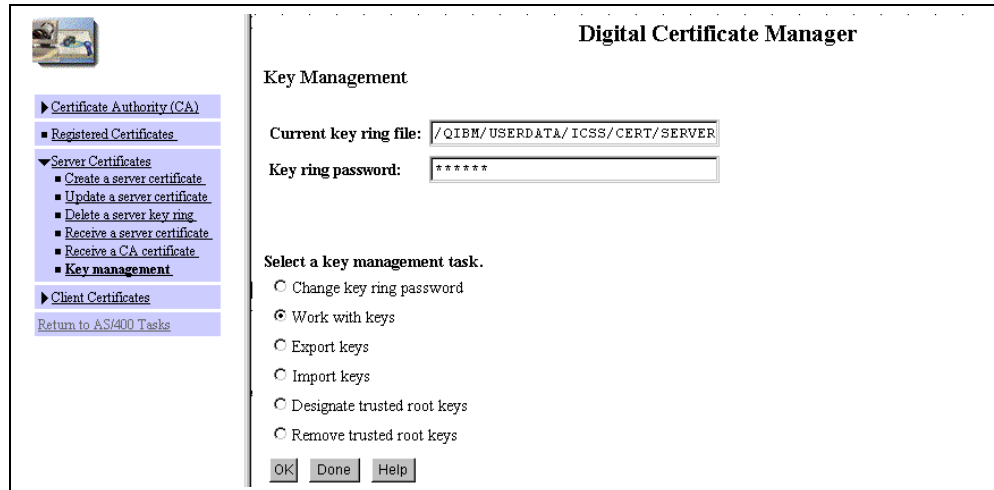 Digital Certificate Manager
Certificate Authority (CA)
Registered Certificates
Server Certificates
Create a server certificate
Update a server certificate
Delete a server key ring
Receive a server certificate
Receive a CA certificate
Key management
Client Certificates
Return to AS/400 Tasks
Key Management
Current key ring file: /QIBM/USERDATA/ICSS/CERT/SERVER
Key ring password: ******
Select a key management task.
Change key ring password
Work with keys
Export keys
Import keys
Designate trusted root keys
Remove trusted root keys
OK Done Help